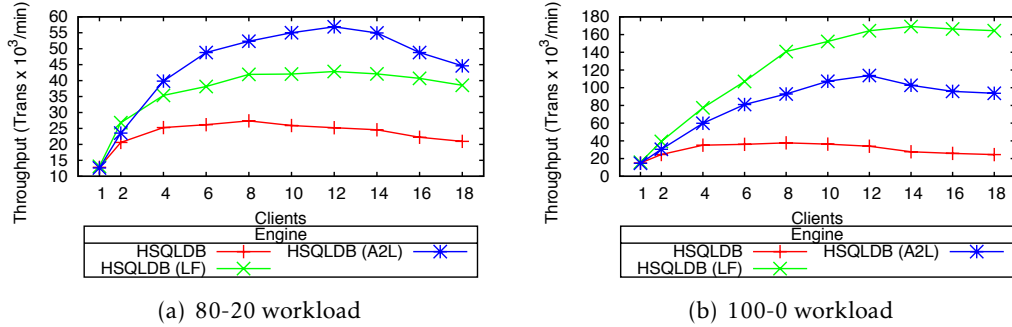 Throughput (Trans x 10³/min)
60
55
50
45
40
35
30
25
20
15
10
1 2 4 6 8 10 12 14 16 18
Clients
Engine
HSQLDB HSQLDB (A2L)
HSQLDB (LF)
(a) 80-20 workload
Throughput (Trans x 10³/min)
180
160
140
120
100
80
60
40
20
0
1 2 4 6 8 10 12 14 16 18
Clients
Engine
HSQLDB HSQLDB (A2L)
HSQLDB (LF)
(b) 100-0 workload